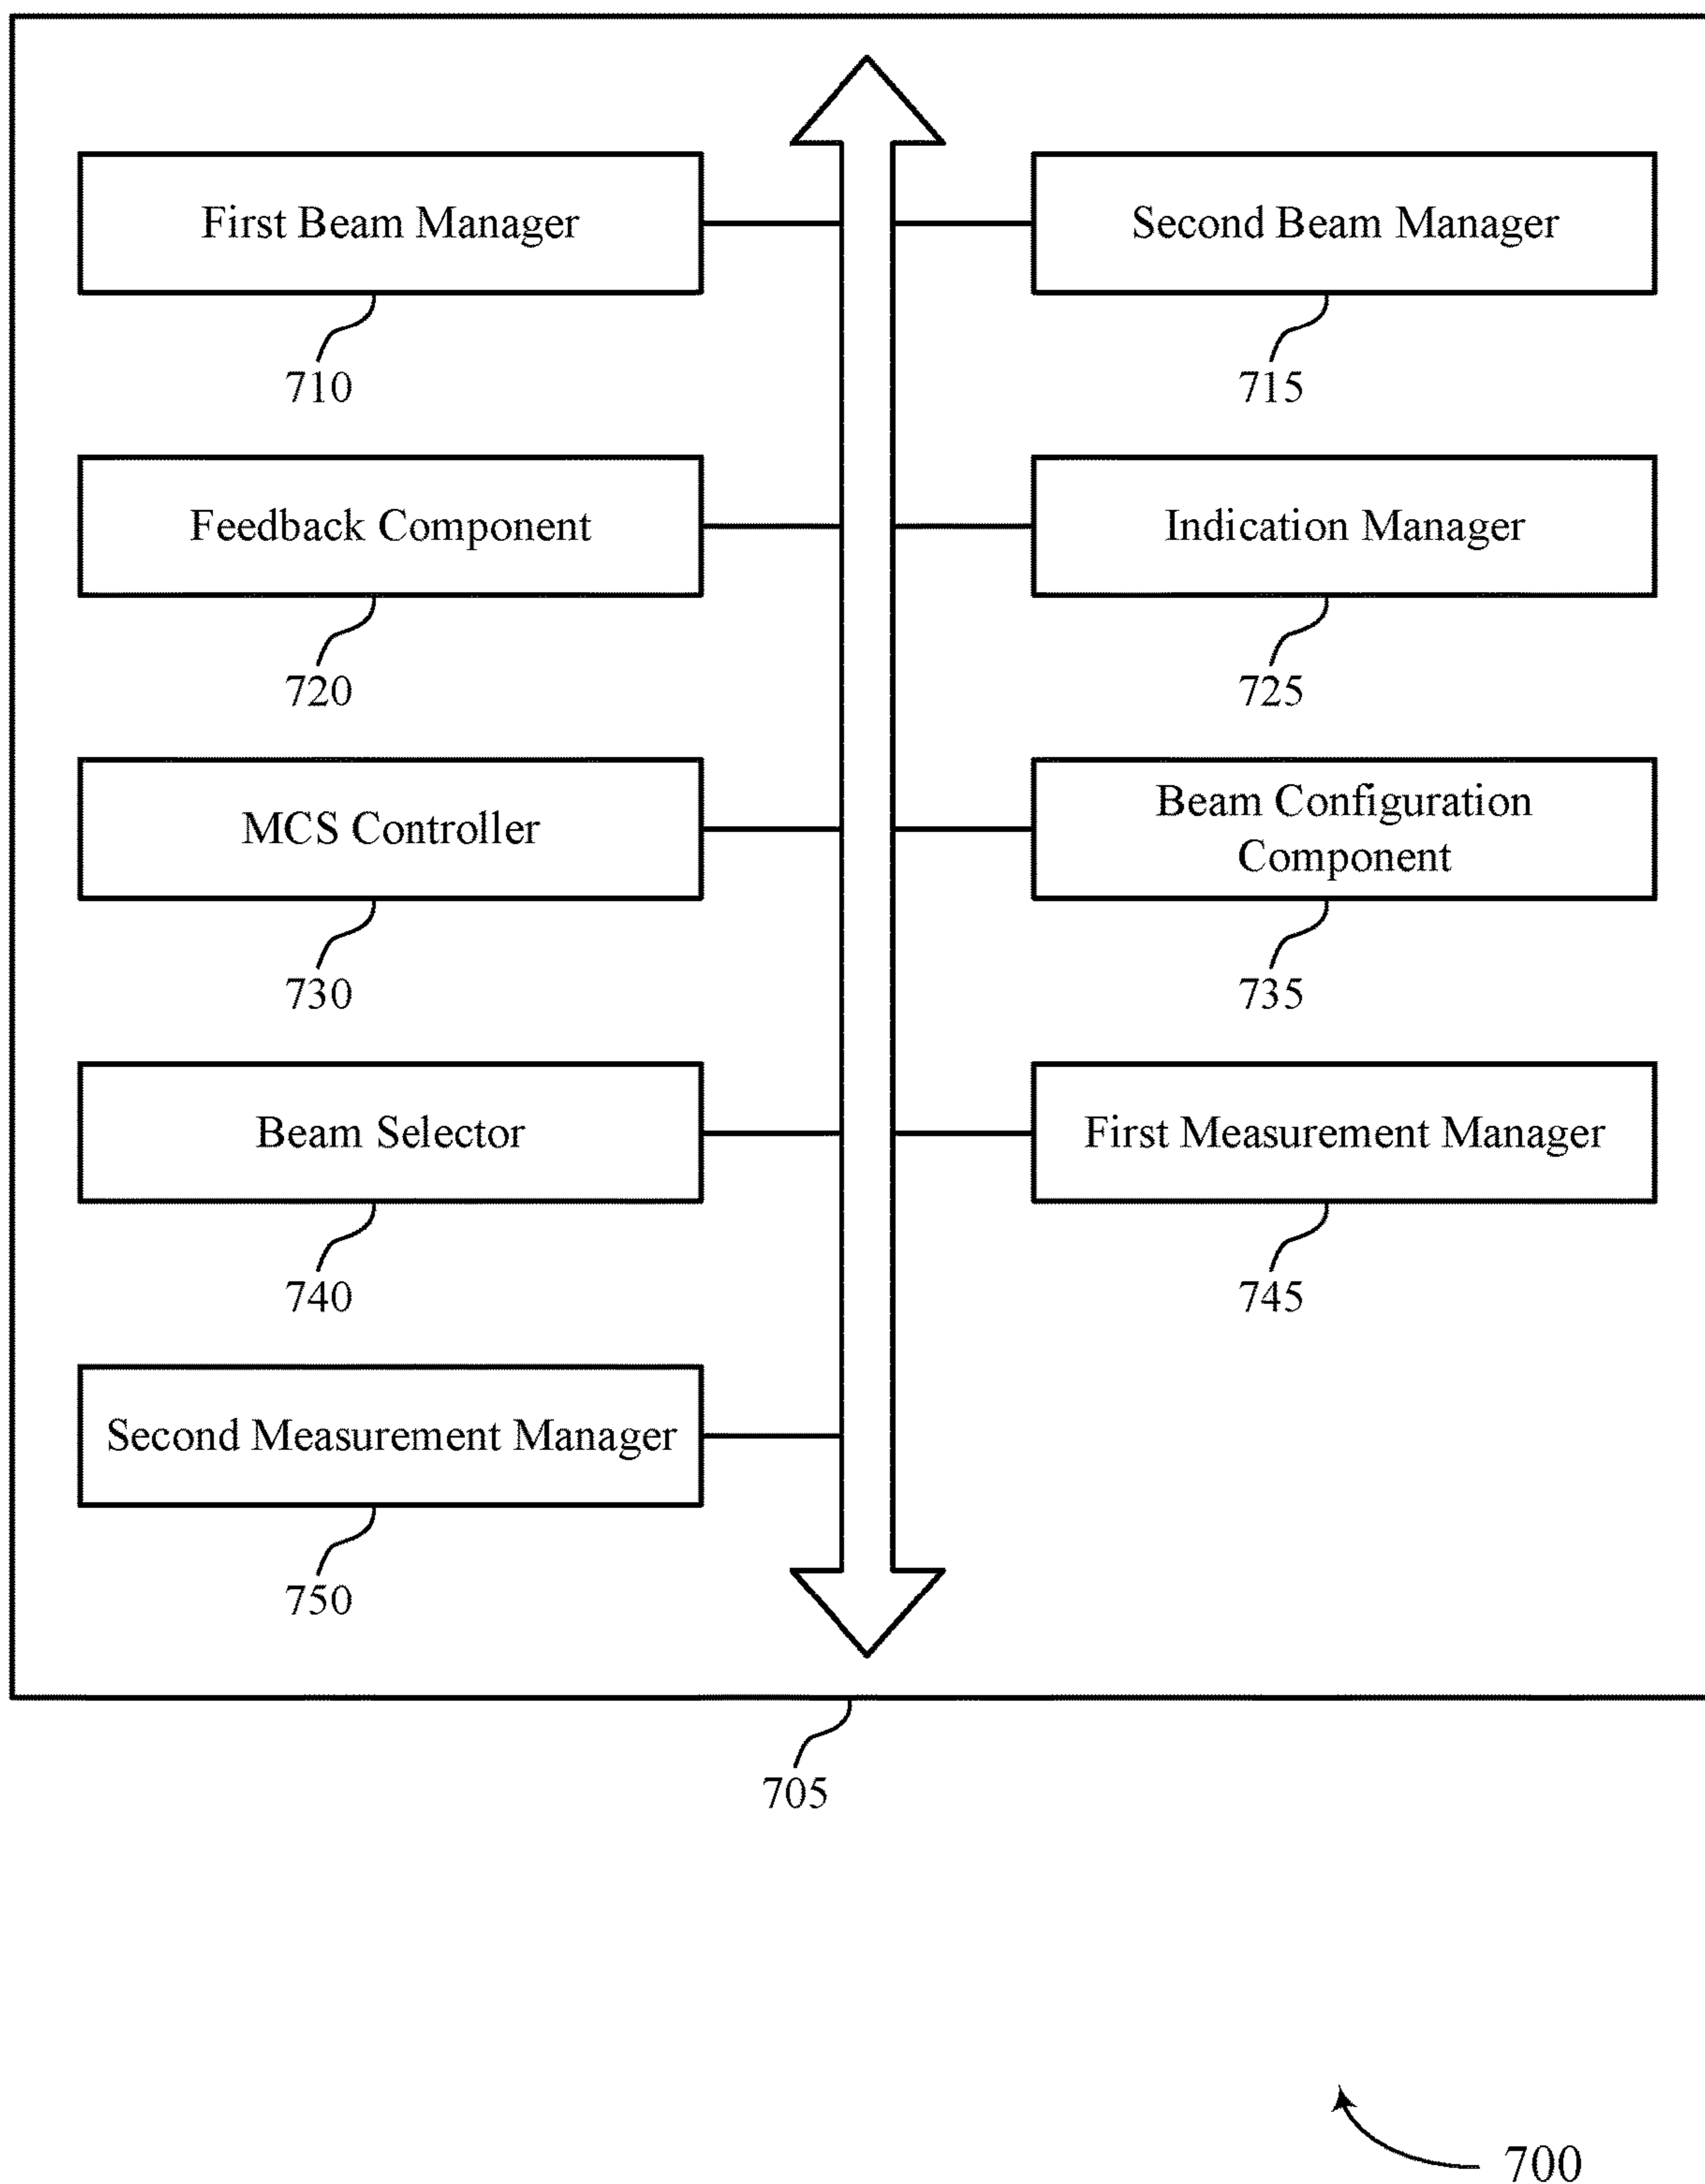 First Beam Manager
Second Beam Manager
710
715
Feedback Component
Indication Manager
720
725
MCS Controller
Beam Configuration
Component
730
735
Beam Selector
First Measurement Manager
740
745
Second Measurement Manager
750
705
700